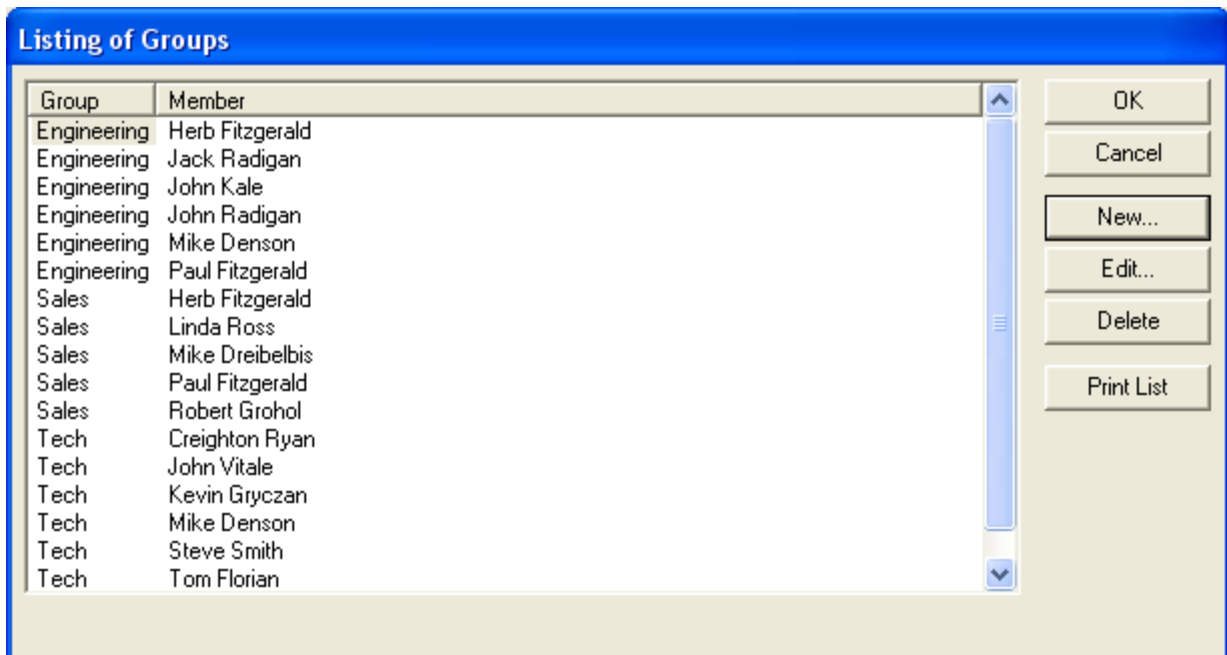 Listing of Groups
Group Member
Engineering Herb Fitzgerald
Engineering Jack Radigan
Engineering John Kale
Engineering John Radigan
Engineering Mike Denson
Engineering Paul Fitzgerald
Sales Herb Fitzgerald
Sales Linda Ross
Sales Mike Dreibelbis
Sales Paul Fitzgerald
Sales Robert Grohol
Tech Creighton Ryan
Tech John Vitale
Tech Kevin Gryczan
Tech Mike Denson
Tech Steve Smith
Tech Tom Florian
OK
Cancel
New...
Edit...
Delete
Print List